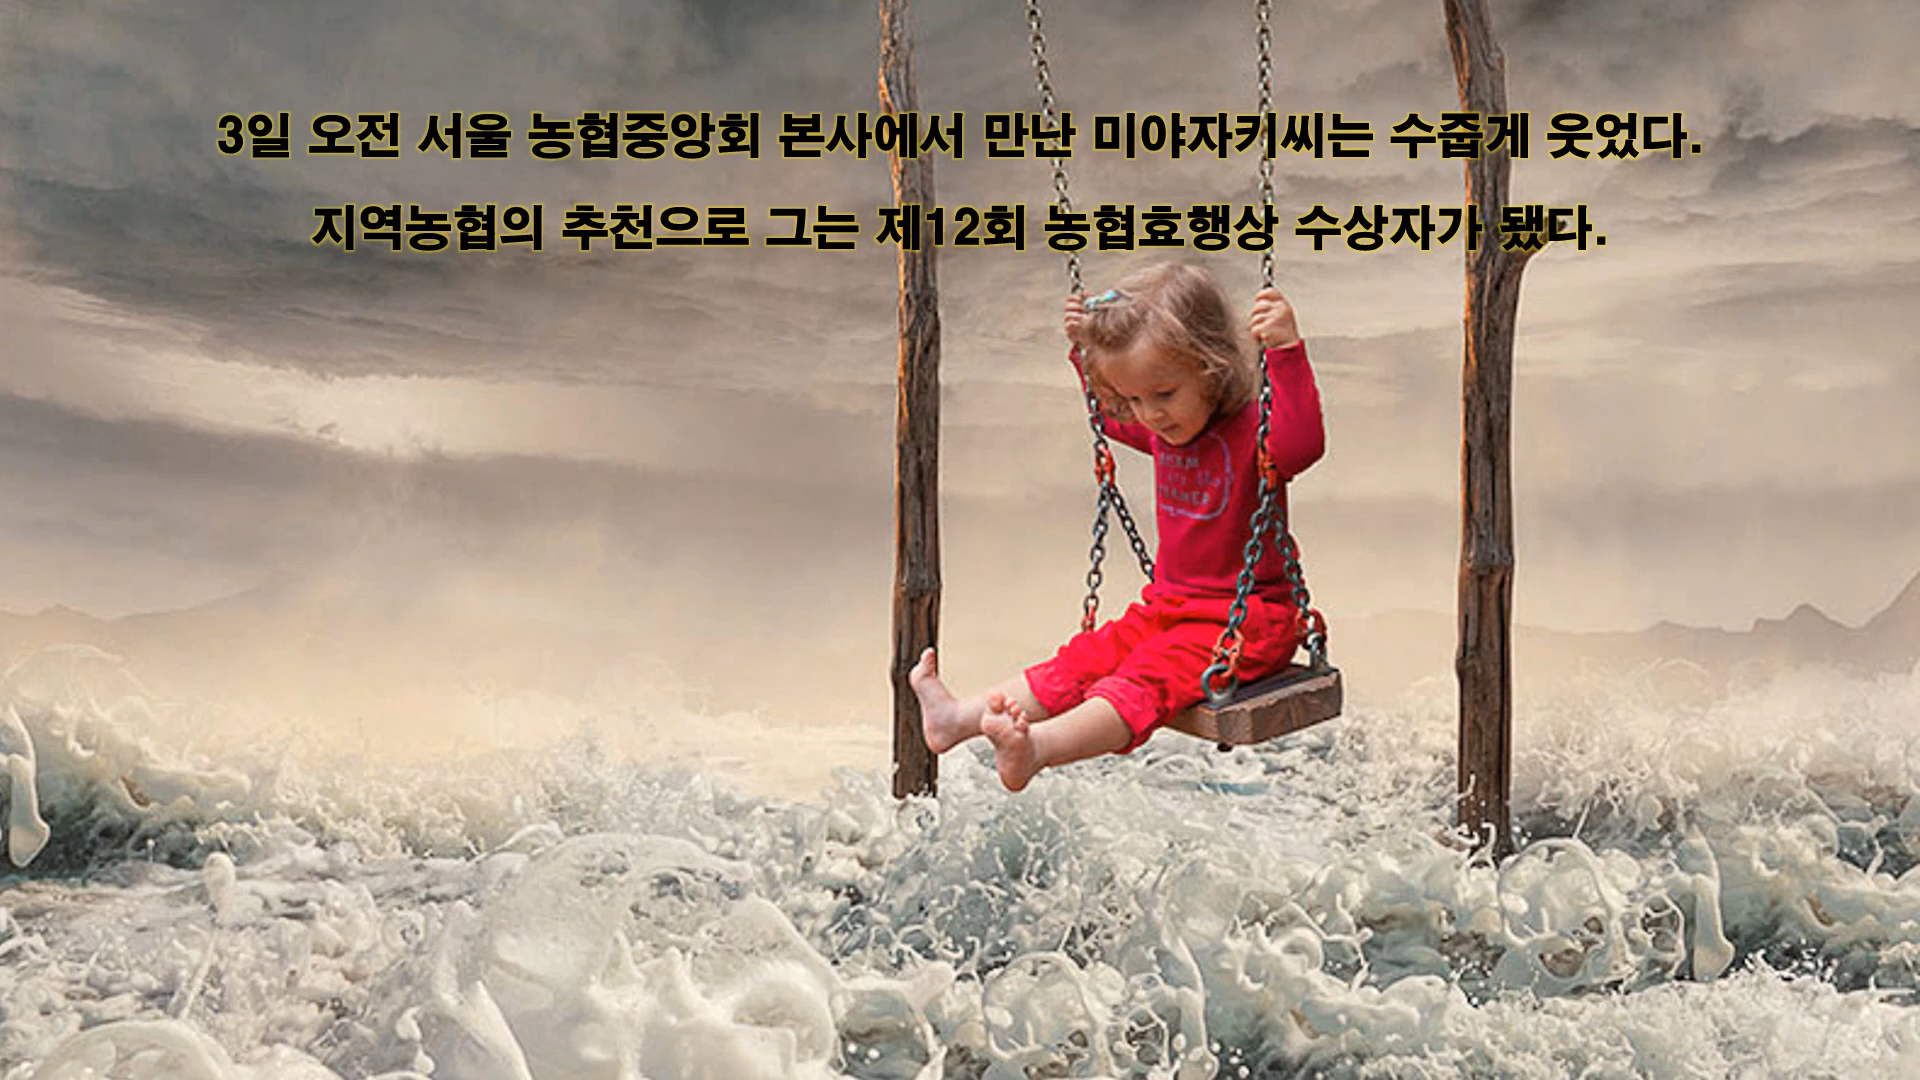 3일 오전 서울 농협중앙회 본사에서 만난 미야자키씨는 수줍게 웃었다.
지역농협의 추천으로 그는 제12회 농협효행상 수상자가 됐다.